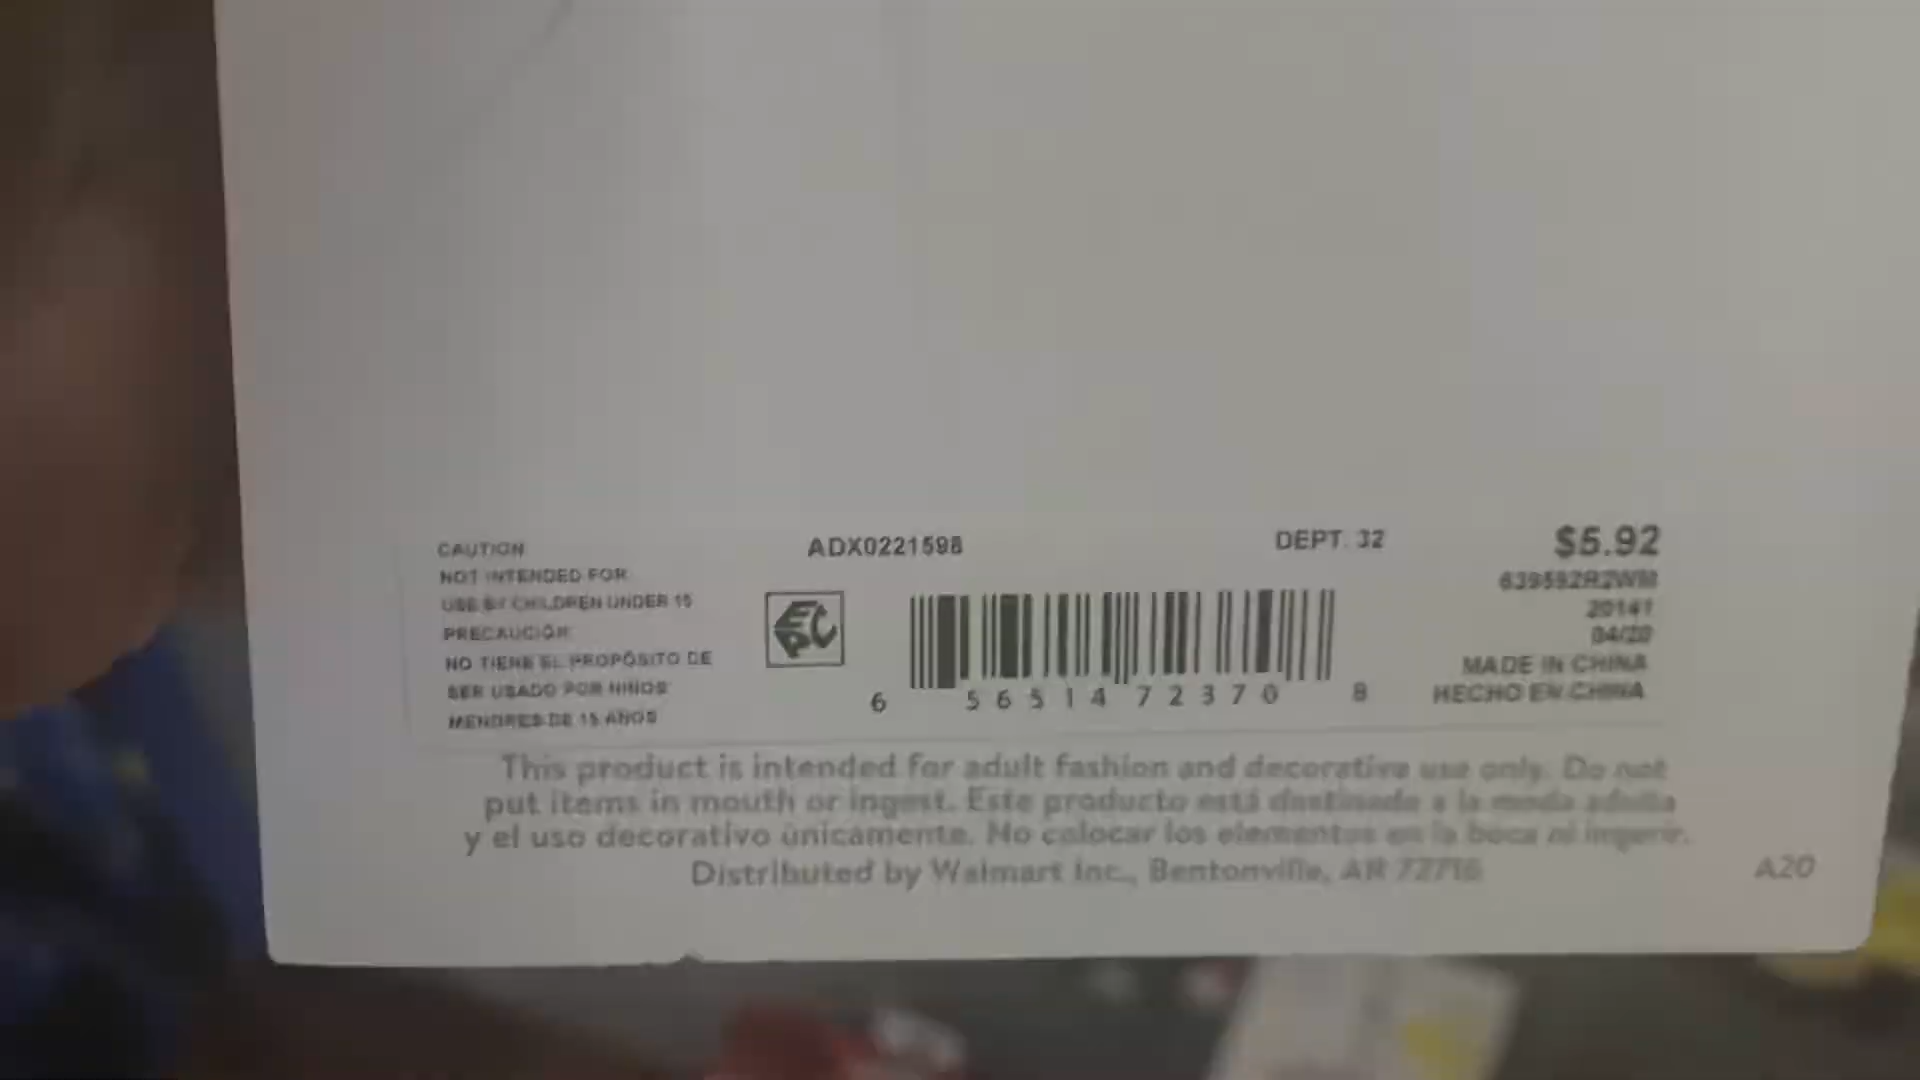 CAUTION
NOT INTENDED FOR
USE BY CHILDREN UNDER 15
PRECAUCIÓN
NO TIENE EL PROPÓSITO DE
SER USADO POR NIÑOS
MENORES DE 15 AÑOS
ADX0221598
DEPT. 32
EPC
6 56514 72370 8
$5.92
20141
04/20
MADE IN CHINA
HECHO EN CHINA
This product is intended for adult fashion and decorative use only. Do not
put items in mouth or ingest. Este producto está destinado a la moda adulta
y el uso decorativo únicamente. No colocar los elementos en la boca ni ingerir.
Distributed by Walmart Inc., Bentonville, AR 72716
A20